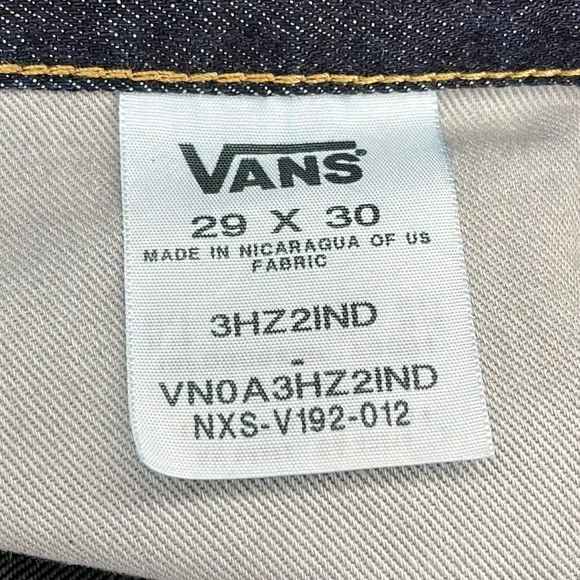 VANS®
29 X 30
MADE IN NICARAGUA OF US
FABRIC
3HZ2IND
-
VN0A3HZ2IND
NXS-V192-012